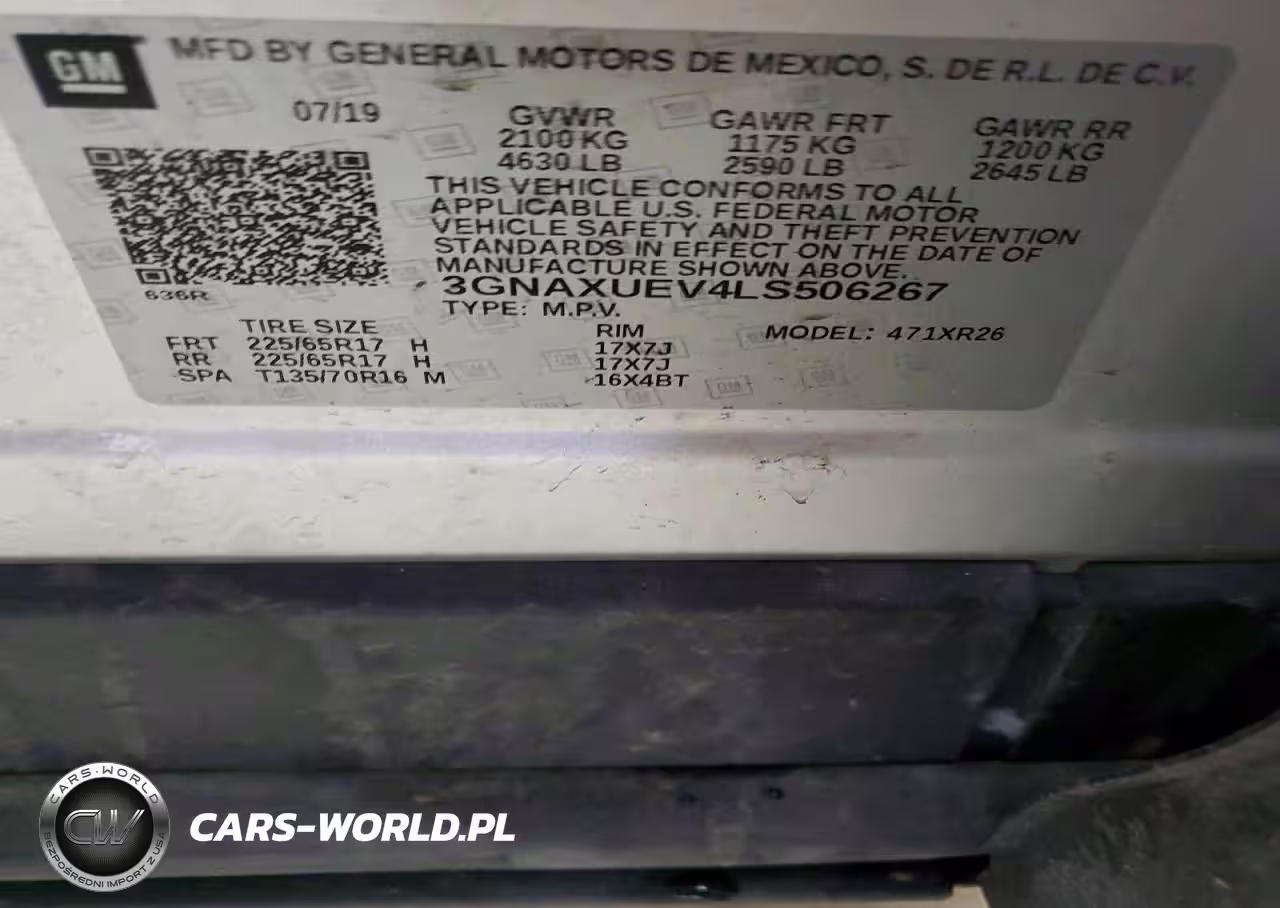 GM MFD BY GENERAL MOTORS DE MEXICO, S. DE R.L. DE C.V.
07/19 GVWR GAWR FRT GAWR RR
2100 KG 1175 KG 1200 KG
4630 LB 2590 LB 2645 LB
THIS VEHICLE CONFORMS TO ALL
APPLICABLE U.S. FEDERAL MOTOR
VEHICLE SAFETY AND THEFT PREVENTION
STANDARDS IN EFFECT ON THE DATE OF
MANUFACTURE SHOWN ABOVE.
636R 3GNAXUEV4LS506267
TYPE: M.P.V.
TIRE SIZE RIM MODEL: 471XR26
FRT 225/65R17 H 17X7J
RR 225/65R17 H 17X7J
SPA T135/70R16 M 16X4BT
CARS-WORLD
CW
BEZPOŚREDNI IMPORT Z USA
CARS-WORLD.PL